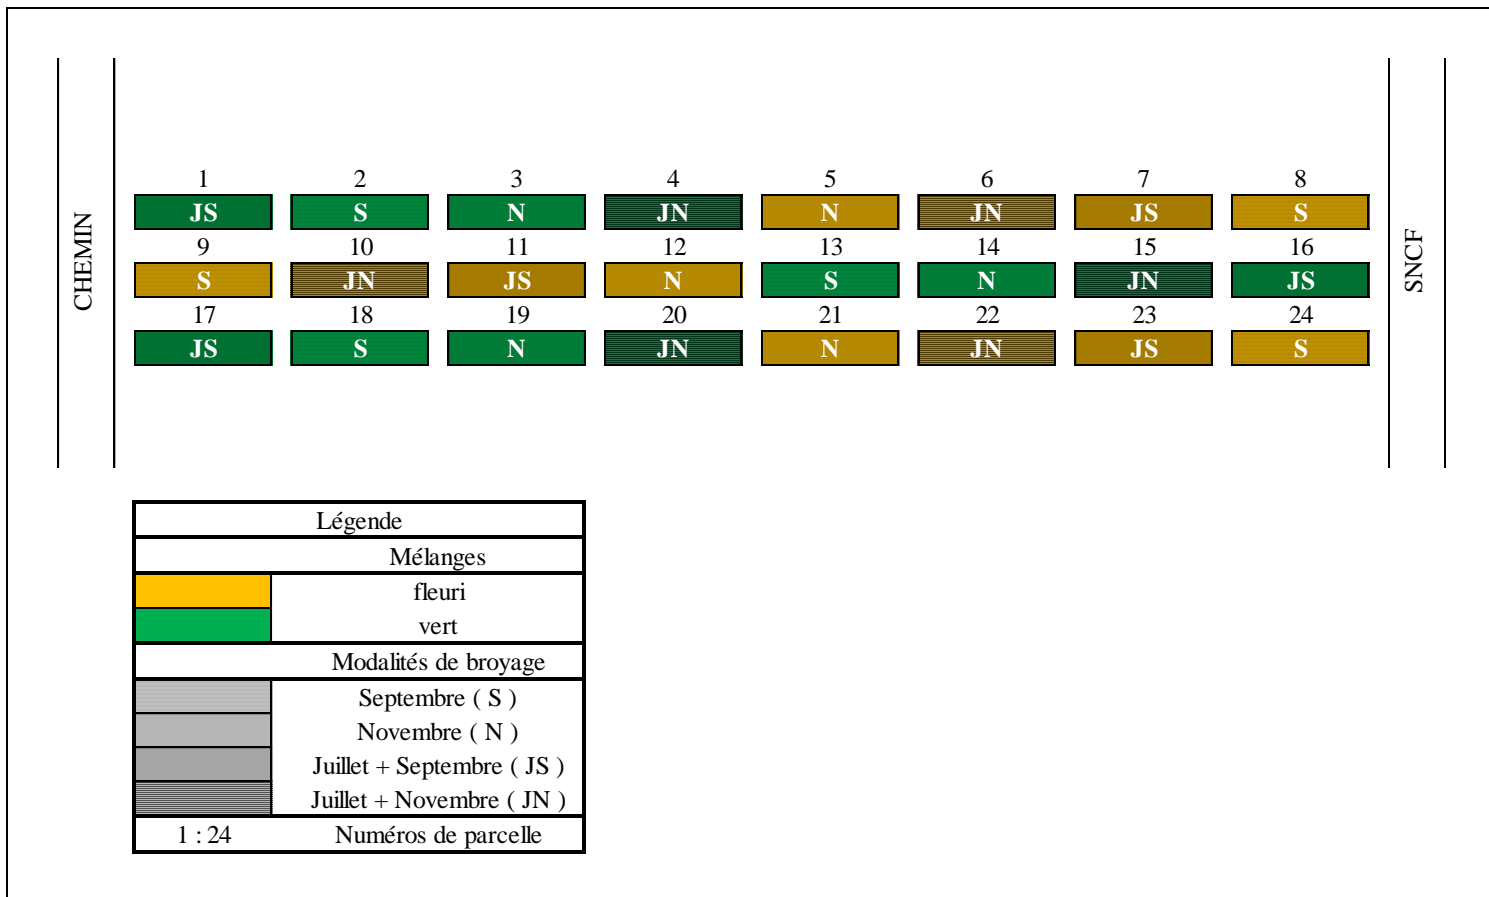 CHEMIN
1 2 3 4 5 6 7 8
JS S N JN N JN JS S
9 10 11 12 13 14 15 16
S JN JS N S N JN JS
17 18 19 20 21 22 23 24
JS S N JN N JN JS S
SNCF
Légende
Mélanges
fleuri
vert
Modalités de broyage
Septembre ( S )
Novembre ( N )
Juillet + Septembre ( JS )
Juillet + Novembre ( JN )
1 : 24 Numéros de parcelle